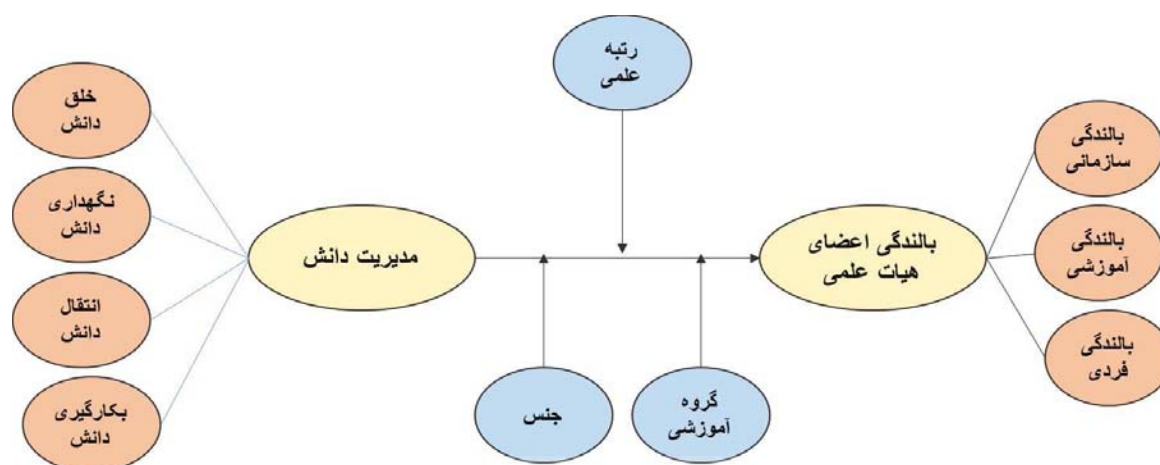 رتبه
علمی
خلق
دانش
نگهداری
دانش
انتقال
دانش
بکارگیری
دانش
مدیریت دانش
جنس
گروه
آموزشی
بالندگی اعضای
هیات علمی
بالندگی
سازمانی
بالندگی
آموزشی
بالندگی
فردی